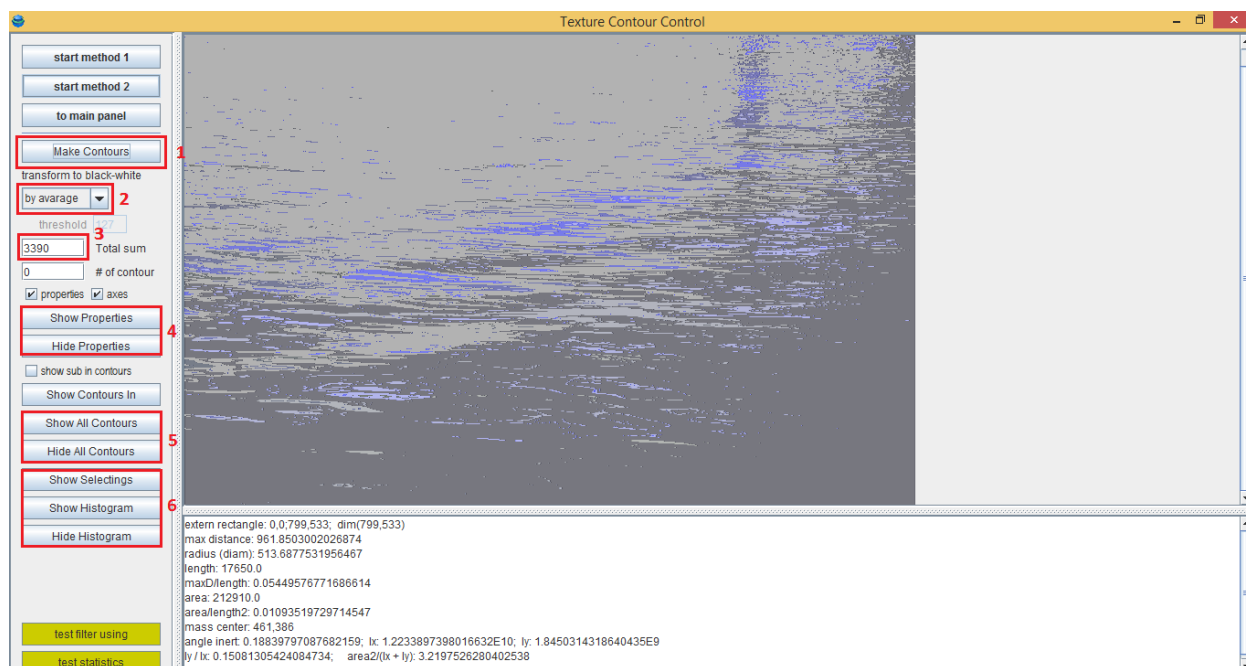 Texture Contour Control
start method 1
start method 2
to main panel
Make Contours
1
transform to black-white
by avarage
2
threshold 127
3
3390 Total sum
0 # of contour
properties axes
Show Properties
4
Hide Properties
show sub in contours
Show Contours In
Show All Contours
5
Hide All Contours
Show Selectings
Show Histogram
6
Hide Histogram
test filter using
test statistics
extern rectangle: 0,0;799,533; dim(799,533)
max distance: 961.8503002026874
radius (diam): 513.6877531956467
length: 17650.0
maxD/length: 0.05449576771686614
area: 212910.0
area/length2: 0.01093519729714547
mass center: 461,386
angle inert: 0.18839797087682159; Ix: 1.2233897398016632E10; Iy: 1.8450314318640435E9
Iy / Ix: 0.15081305424084734; area2/(Ix + Iy): 3.2197526280402538